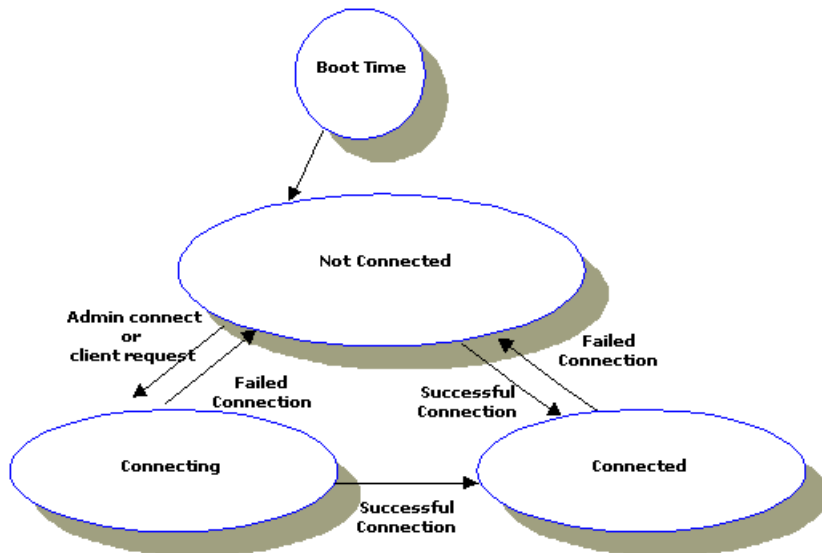 Boot Time
Not Connected
Admin connect
or
client request
Failed
Connection
Successful
Connection
Failed
Connection
Connecting
Successful
Connection
Connected